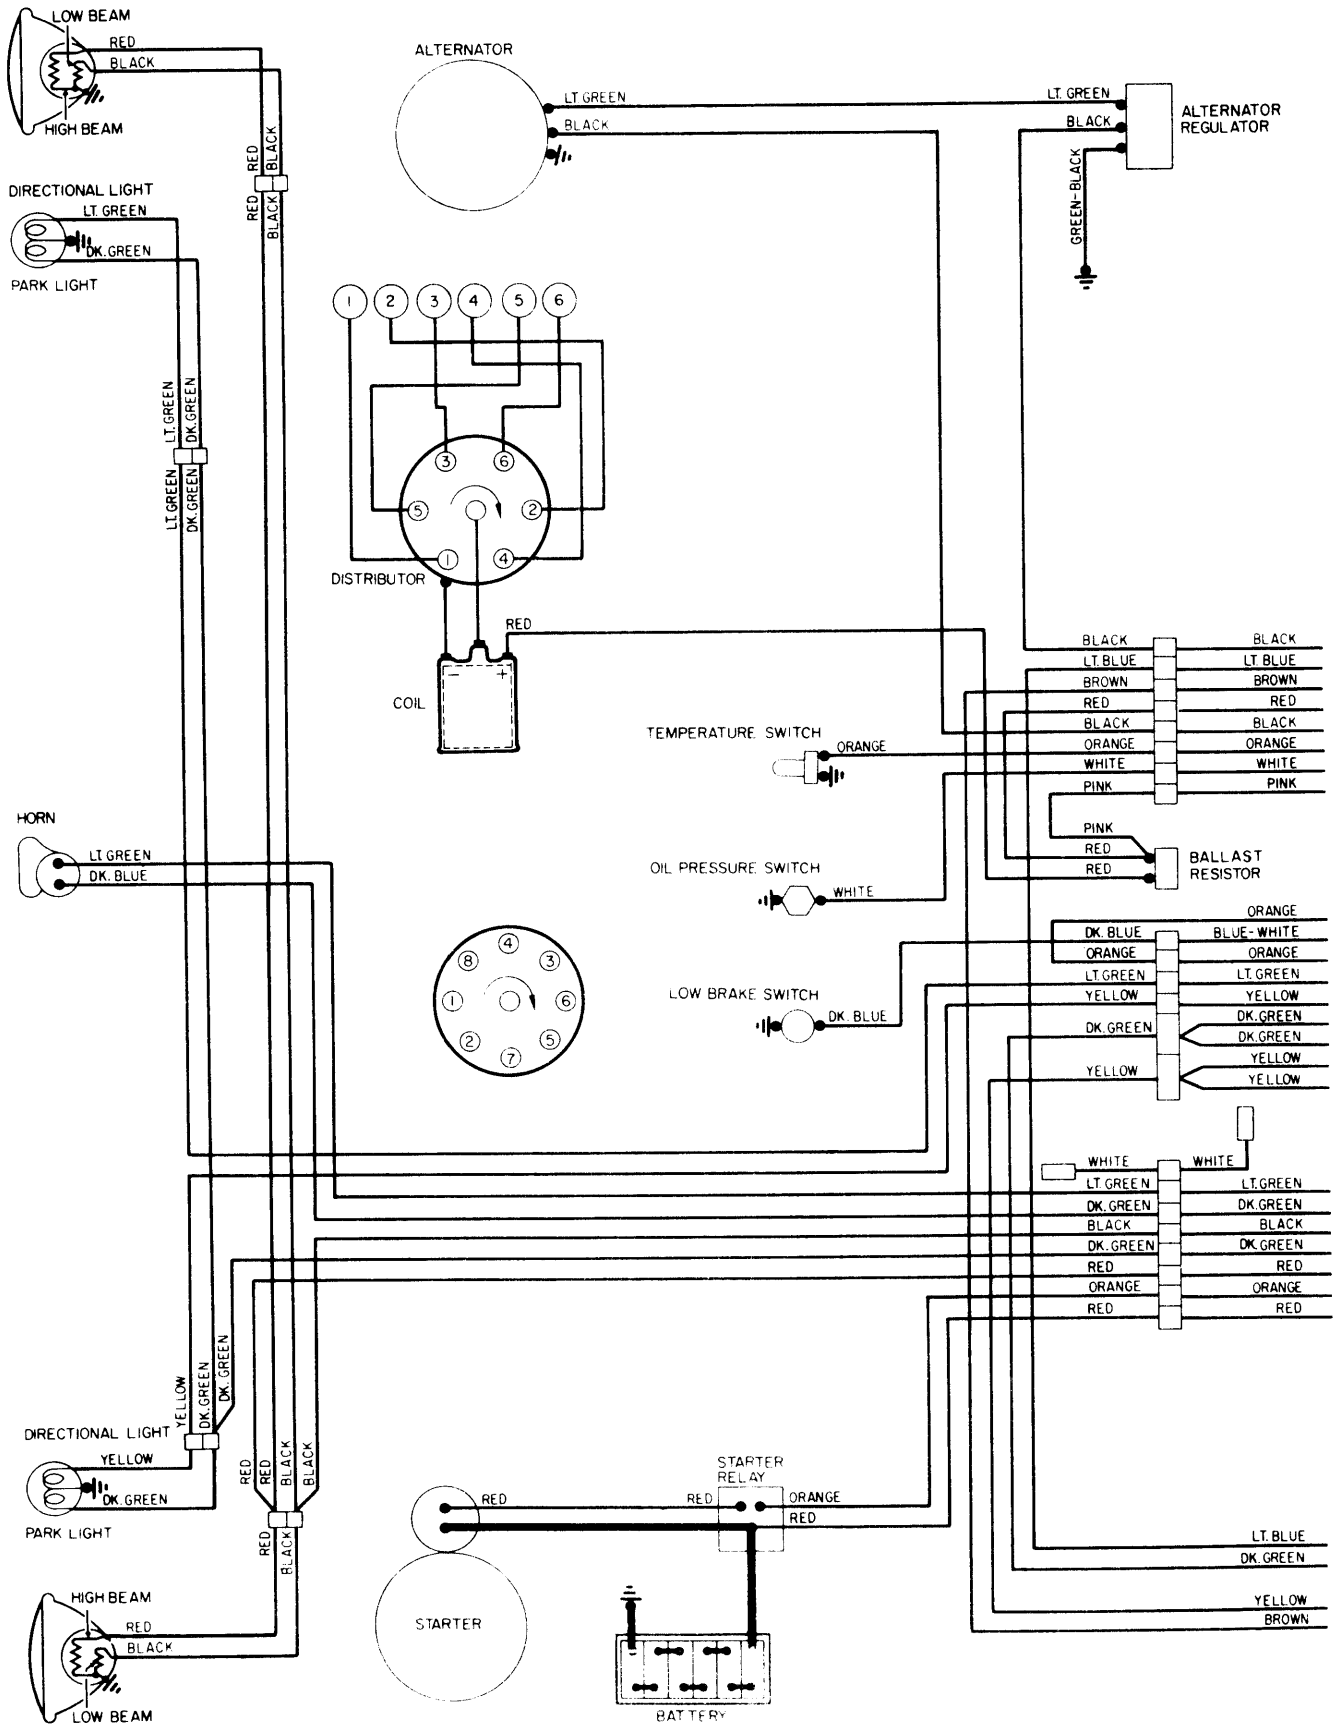 LOW BEAM
RED
BLACK
HIGH BEAM
RED
BLACK
RED
BLACK
DIRECTIONAL LIGHT
LT. GREEN
DK. GREEN
PARK LIGHT
LT. GREEN
DK. GREEN
LT. GREEN
DK. GREEN
ALTERNATOR
LT GREEN
BLACK
LT. GREEN
BLACK
GREEN-BLACK
ALTERNATOR
REGULATOR
1 2 3 4 5 6
3 6
5 2
1 4
DISTRIBUTOR
RED
COIL
- +
TEMPERATURE SWITCH
ORANGE
BLACK BLACK
LT. BLUE LT. BLUE
BROWN BROWN
RED RED
BLACK BLACK
ORANGE ORANGE
WHITE WHITE
PINK PINK
PINK
RED
RED
BALLAST
RESISTOR
HORN
LT GREEN
DK. BLUE
OIL PRESSURE SWITCH
WHITE
4
8 3
1 6
2 5
7
LOW BRAKE SWITCH
DK. BLUE
ORANGE
DK. BLUE BLUE-WHITE
ORANGE ORANGE
LT. GREEN LT. GREEN
YELLOW YELLOW
DK. GREEN
DK. GREEN DK. GREEN
YELLOW
YELLOW YELLOW
WHITE WHITE
LT. GREEN LT. GREEN
DK. GREEN DK. GREEN
BLACK BLACK
DK. GREEN DK. GREEN
RED RED
ORANGE ORANGE
RED RED
YELLOW
DK. GREEN
DK. GREEN
DIRECTIONAL LIGHT
YELLOW
DK. GREEN
PARK LIGHT
RED
RED
BLACK
BLACK
RED
BLACK
HIGH BEAM
RED
BLACK
LOW BEAM
STARTER
RELAY
RED RED ORANGE
RED
STARTER
BATTERY
LT. BLUE
DK. GREEN
YELLOW
BROWN